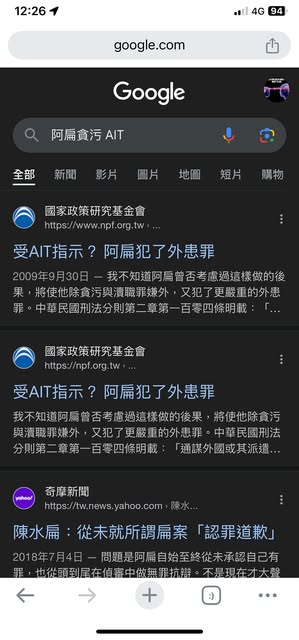 12:26
4G 94
google.com
Google
阿扁貪污 AIT
全部 新聞 影片 圖片 地圖 短片 購物
國家政策研究基金會
https://www.npf.org.tw › ...
受AIT指示？ 阿扁犯了外患罪
2009年9月30日 — 我不知道阿扁曾否考慮過這樣做的後
果，將使他除貪污與瀆職罪嫌外，又犯了更嚴重的外患
罪。中華民國刑法分則第二章第一百零四條明載：「...
國家政策研究基金會
https://npf.org.tw › ...
受AIT指示？ 阿扁犯了外患罪
我不知道阿扁曾否考慮過這樣做的後果，將使他除貪污
與瀆職罪嫌外，又犯了更嚴重的外患罪。中華民國刑法
分則第二章第一百零四條明載：「通謀外國或其派遣...
yahoo!
奇摩新聞
https://tw.news.yahoo.com › 陳水...
陳水扁：從未就所謂扁案「認罪道歉」
2018年7月4日 — 問題是阿扁自始至終從未承認自己有
罪，也從頭到尾在偵審中做無罪抗辯。不是現在才大聲
:)